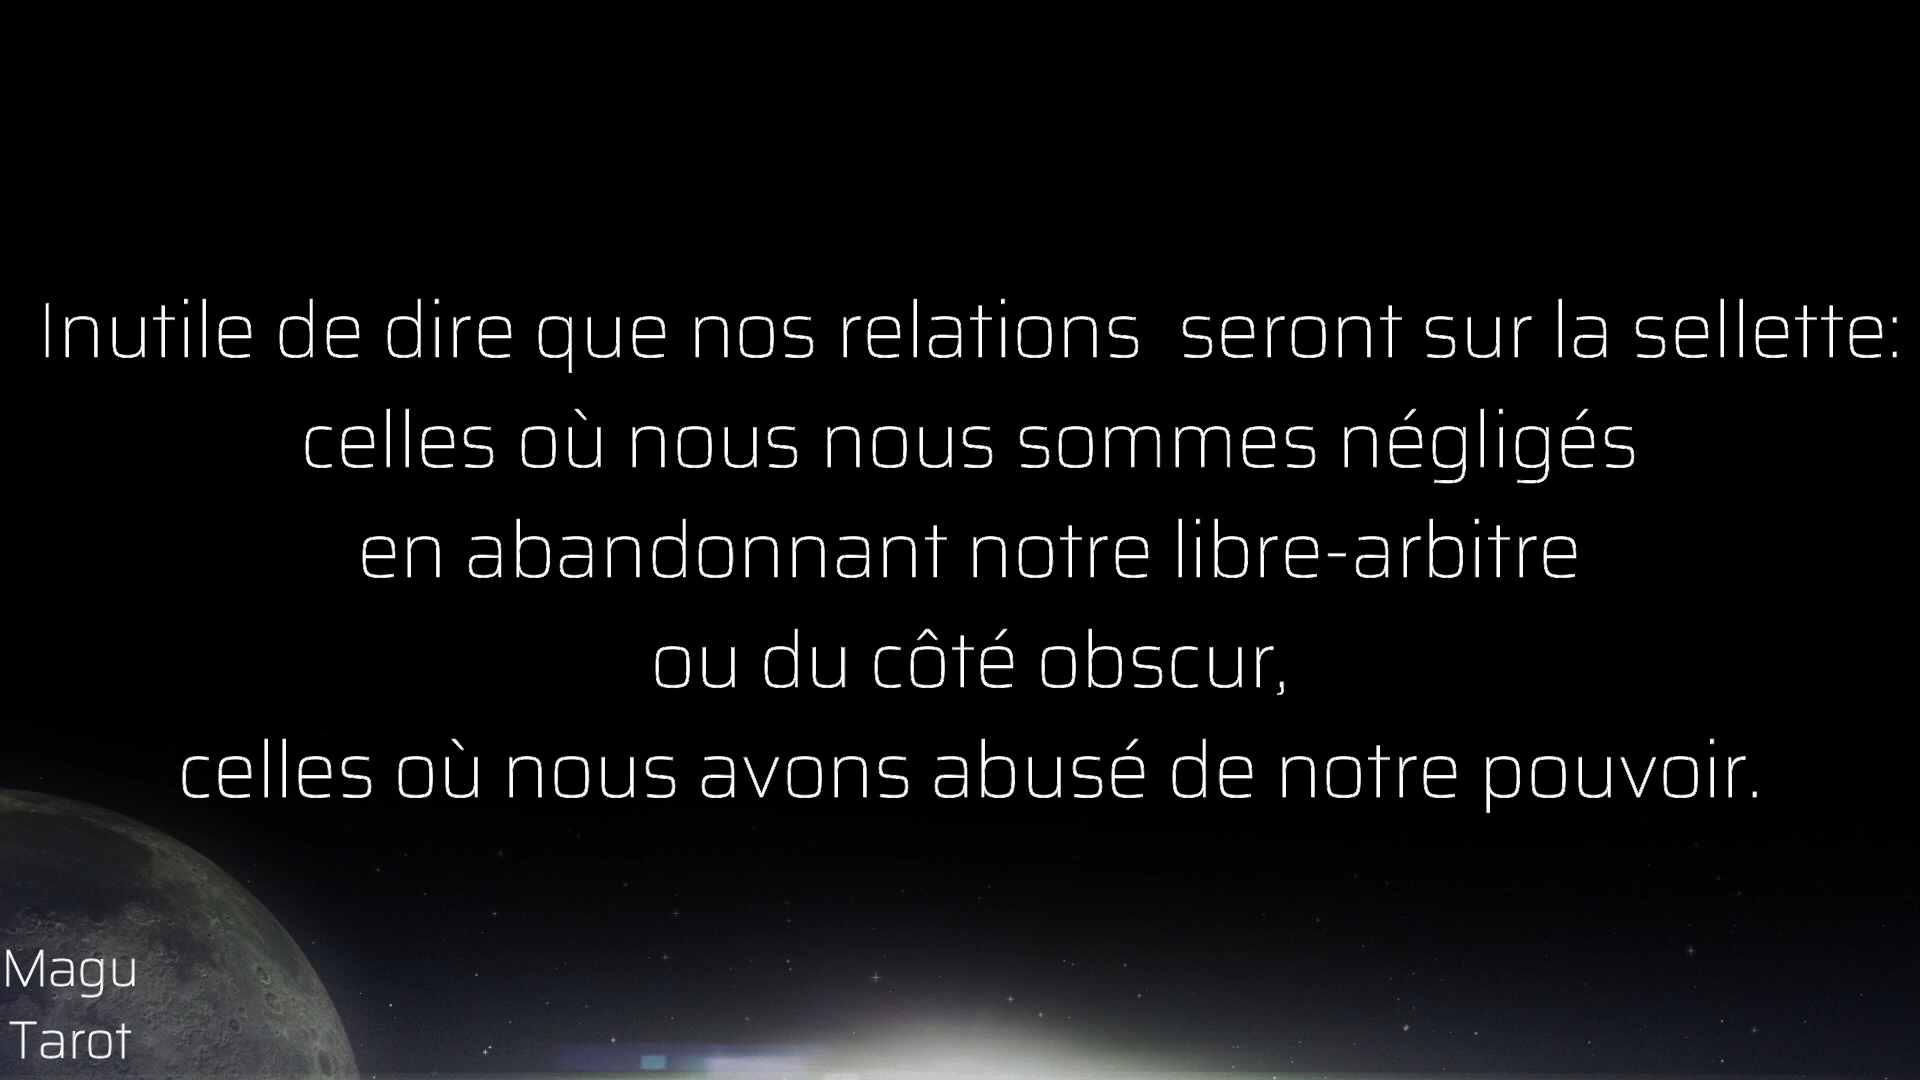 Inutile de dire que nos relations  seront sur la sellette:
celles où nous nous sommes négligés
en abandonnant notre libre-arbitre
ou du côté obscur,
celles où nous avons abusé de notre pouvoir.
Magu
Tarot